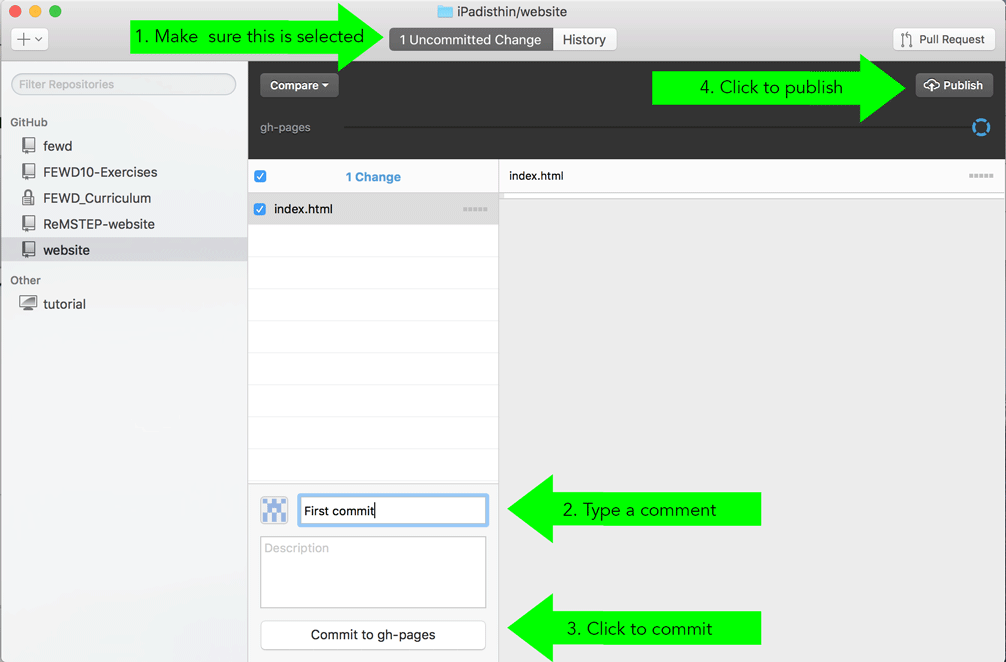 iPadisthin/website
1. Make  sure this is selected
1 Uncommitted Change
History
Pull Request
Filter Repositories
Compare
4. Click to publish
Publish
GitHub
gh-pages
fewd
FEWD10-Exercises
1 Change
index.html
FEWD_Curriculum
index.html
ReMSTEP-website
website
Other
tutorial
First commit
2. Type a comment
Description
Commit to gh-pages
3. Click to commit